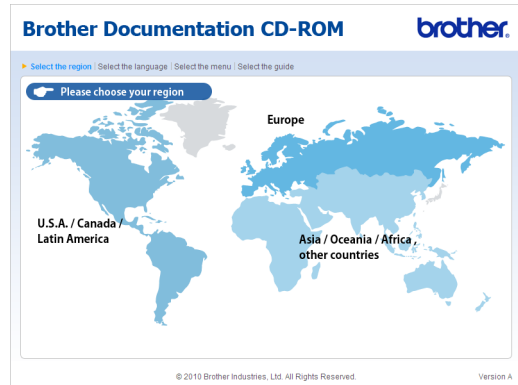 Brother Documentation CD-ROM
brother.
Select the region | Select the language | Select the menu | Select the guide
Please choose your region
Europe
U.S.A. / Canada /
Latin America
Asia / Oceania / Africa ,
other countries
© 2010 Brother Industries, Ltd. All Rights Reserved.
Version A